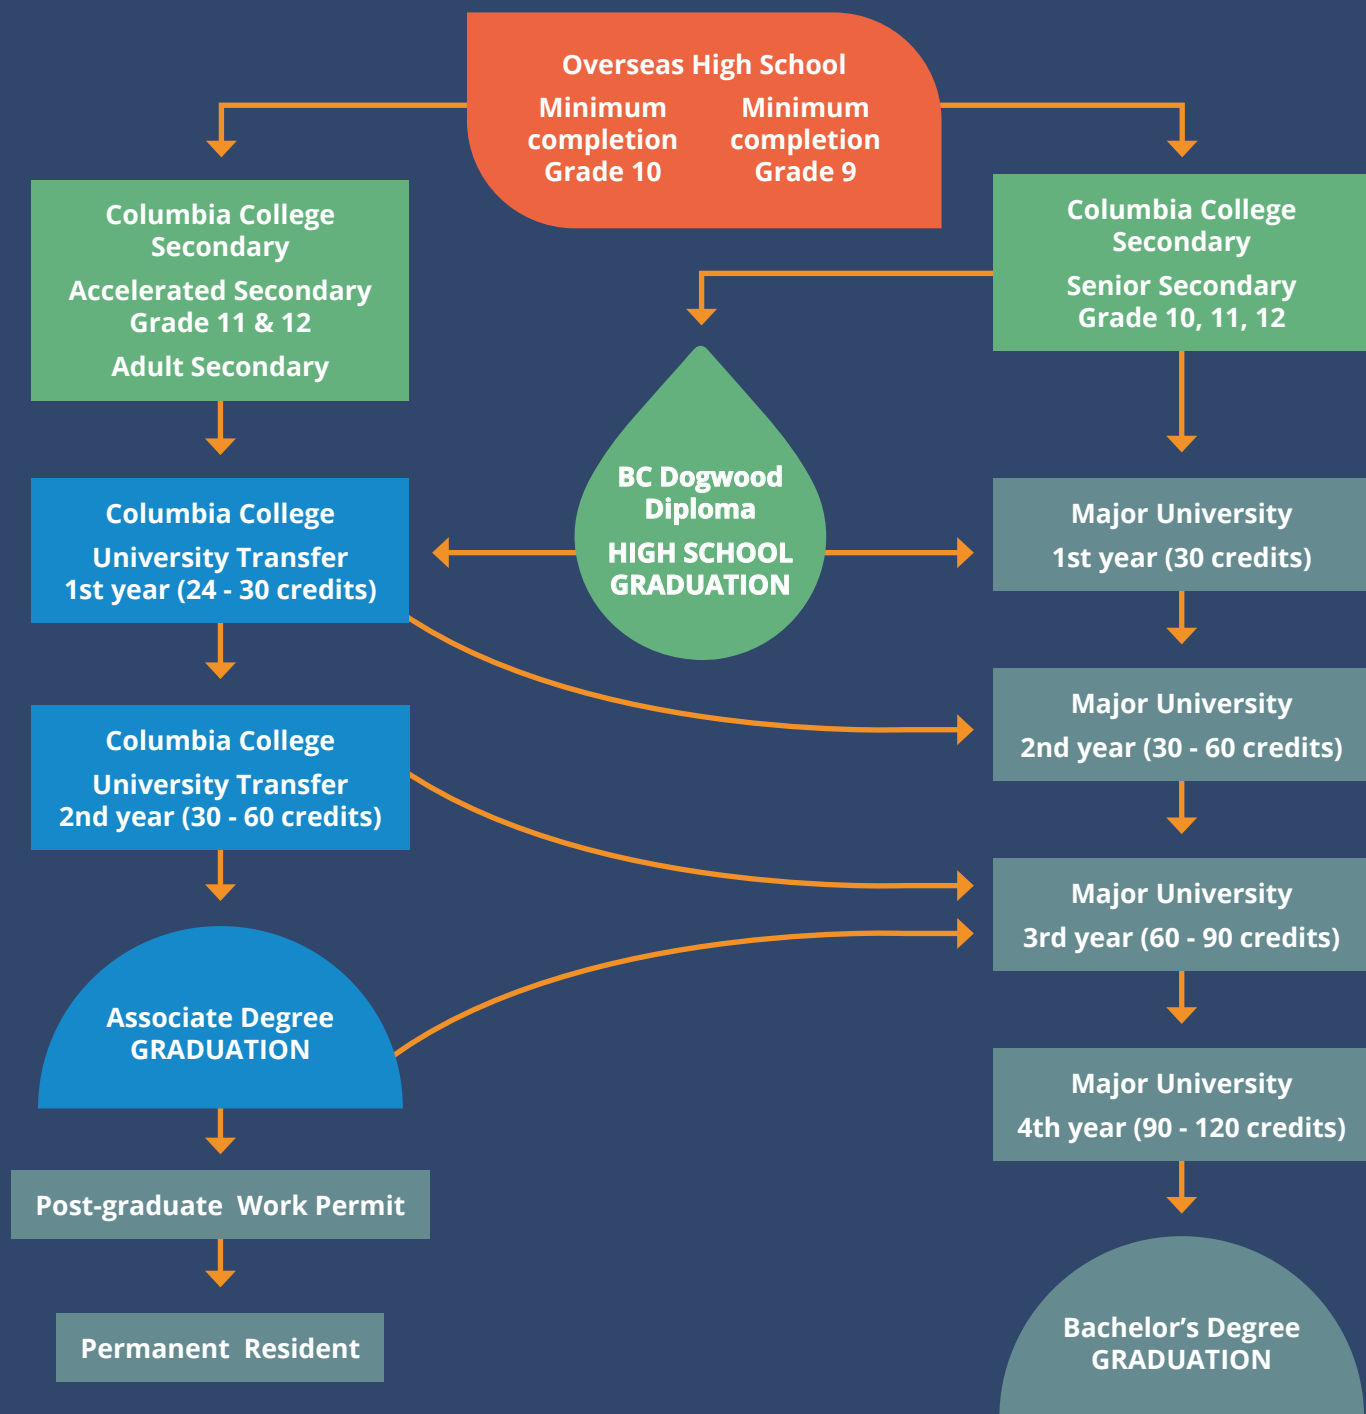 Overseas High School
Minimum
completion
Grade 10
Minimum
completion
Grade 9
Columbia College
Secondary
Accelerated Secondary
Grade 11 & 12
Adult Secondary
Columbia College
Secondary
Senior Secondary
Grade 10, 11, 12
BC Dogwood
Diploma
HIGH SCHOOL
GRADUATION
Columbia College
University Transfer
1st year (24 - 30 credits)
Major University
1st year (30 credits)
Columbia College
University Transfer
2nd year (30 - 60 credits)
Major University
2nd year (30 - 60 credits)
Major University
3rd year (60 - 90 credits)
Associate Degree
GRADUATION
Major University
4th year (90 - 120 credits)
Post-graduate Work Permit
Permanent Resident
Bachelor’s Degree
GRADUATION